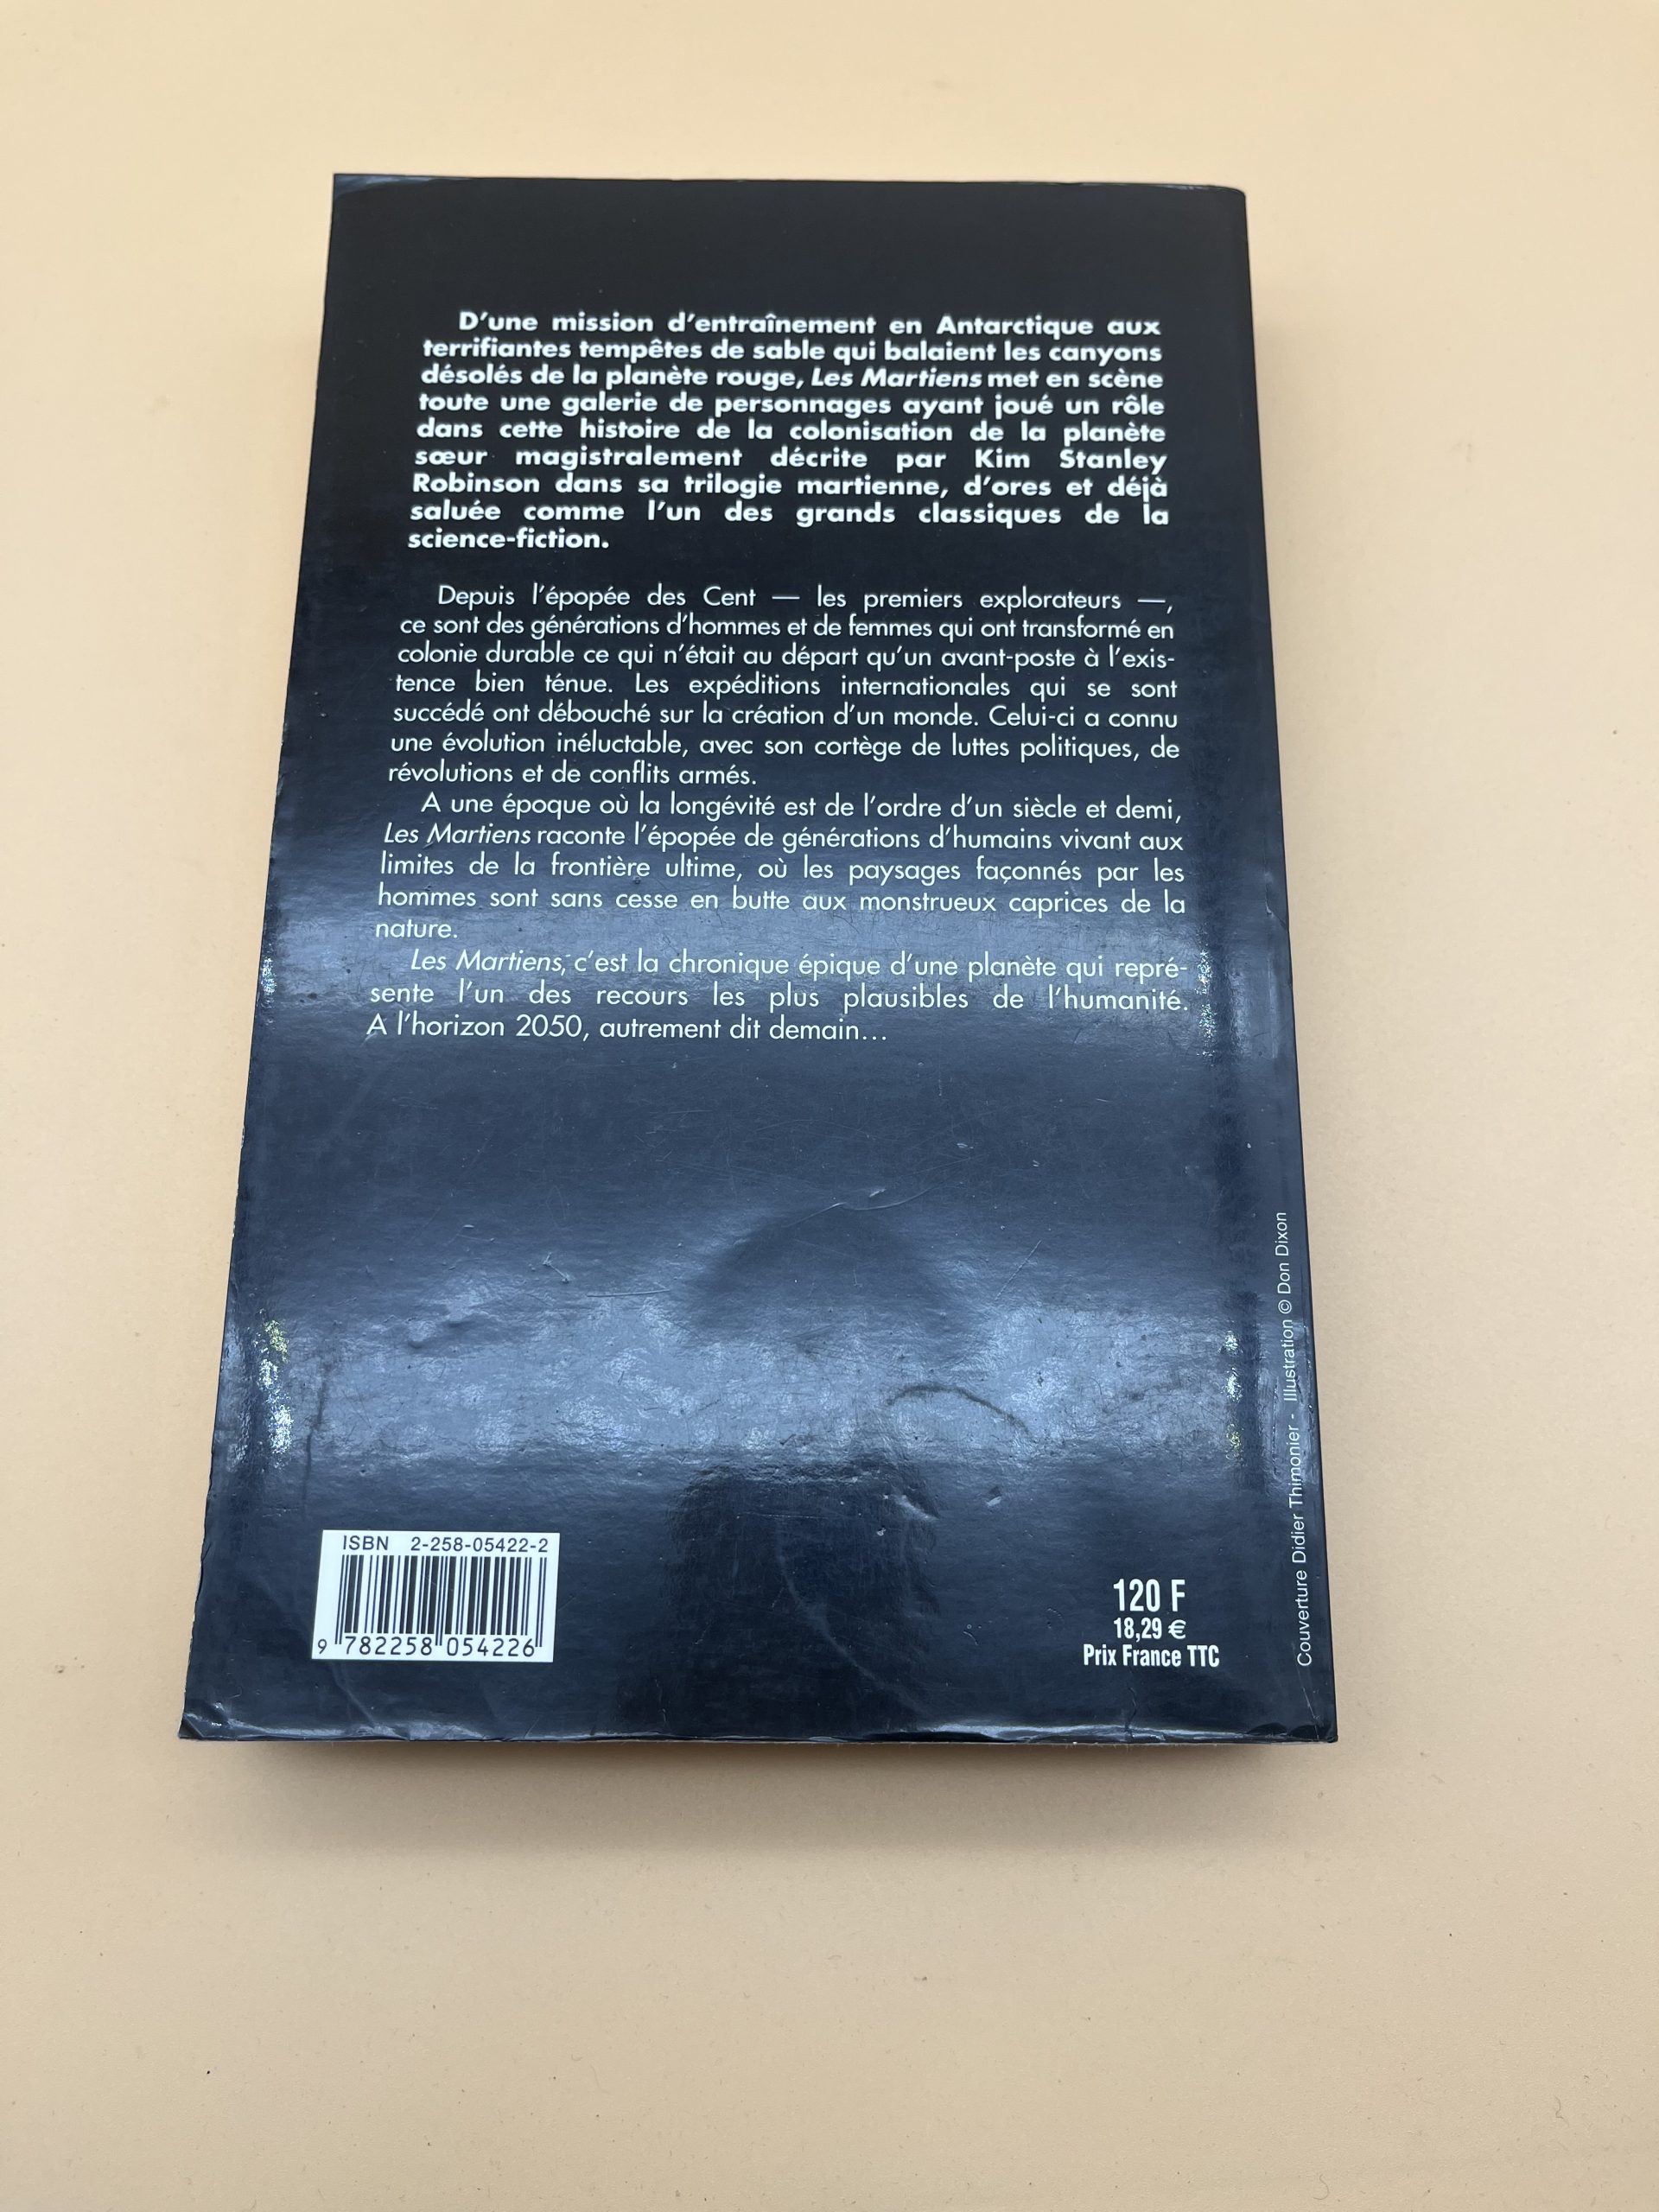 D'une mission d'entraînement en Antarctique aux
terrifiantes tempêtes de sable qui balaient les canyons
désolés de la planète rouge, Les Martiens met en scène
toute une galerie de personnages ayant joué un rôle
dans cette histoire de la colonisation de la planète
sœur magistralement décrite par Kim Stanley
Robinson dans sa trilogie martienne, d'ores et déjà
saluée comme l'un des grands classiques de la
science-fiction.
Depuis l'épopée des Cent — les premiers explorateurs —,
ce sont des générations d'hommes et de femmes qui ont transformé en
colonie durable ce qui n'était au départ qu'un avant-poste à l'exis-
tence bien ténue. Les expéditions internationales qui se sont
succédé ont débouché sur la création d'un monde. Celui-ci a connu
une évolution inéluctable, avec son cortège de luttes politiques, de
révolutions et de conflits armés.
A une époque où la longévité est de l'ordre d'un siècle et demi,
Les Martiens raconte l'épopée de générations d'humains vivant aux
limites de la frontière ultime, où les paysages façonnés par les
hommes sont sans cesse en butte aux monstrueux caprices de la
nature.
Les Martiens, c'est la chronique épique d'une planète qui repré-
sente l'un des recours les plus plausibles de l'humanité.
A l'horizon 2050, autrement dit demain...
Couverture Didier Thimonier - Illustration © Don Dixon
ISBN 2-258-05422-2
9 782258 054226
120 F
18,29 €
Prix France TTC